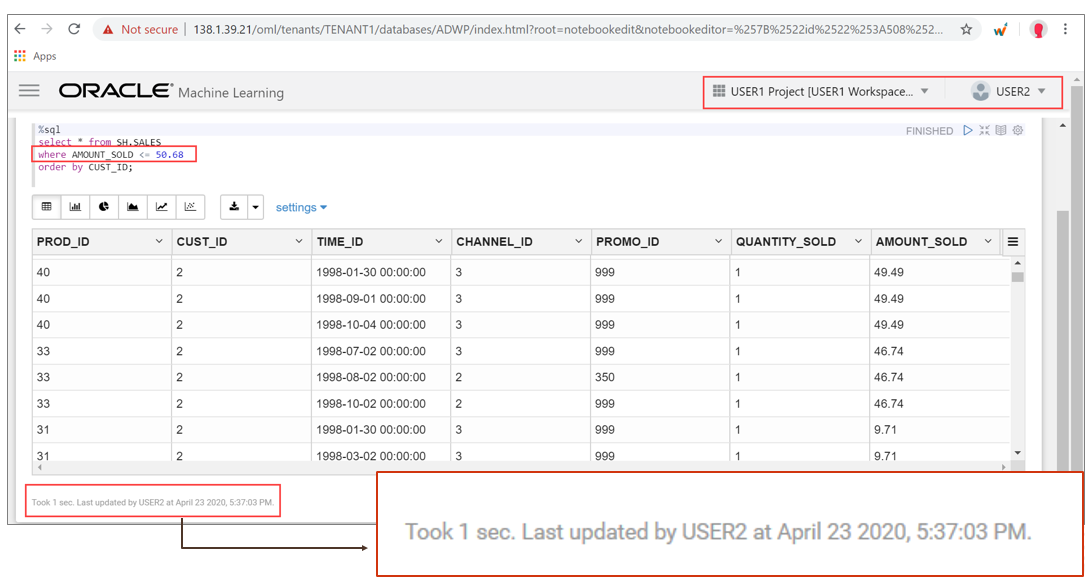 Not secure | 138.1.39.21/oml/tenants/TENANT1/databases/ADWP/index.html?root=notebookedit&notebookeditor=%257B%2522id%2522%253A508%252...
Apps
ORACLE® Machine Learning
USER1 Project [USER1 Workspace...
USER2
%sql
FINISHED
select * from SH.SALES
where AMOUNT_SOLD <= 50.68
order by CUST_ID;
settings
PROD_ID CUST_ID TIME_ID CHANNEL_ID PROMO_ID QUANTITY_SOLD AMOUNT_SOLD
40 2 1998-01-30 00:00:00 3 999 1 49.49
40 2 1998-09-01 00:00:00 3 999 1 49.49
40 2 1998-10-04 00:00:00 3 999 1 49.49
33 2 1998-07-02 00:00:00 3 999 1 46.74
33 2 1998-08-02 00:00:00 2 350 1 46.74
33 2 1998-10-02 00:00:00 2 999 1 46.74
31 2 1998-01-30 00:00:00 3 999 1 9.71
31 2 1998-03-02 00:00:00 3 999 1 9.71
Took 1 sec. Last updated by USER2 at April 23 2020, 5:37:03 PM.
Took 1 sec. Last updated by USER2 at April 23 2020, 5:37:03 PM.